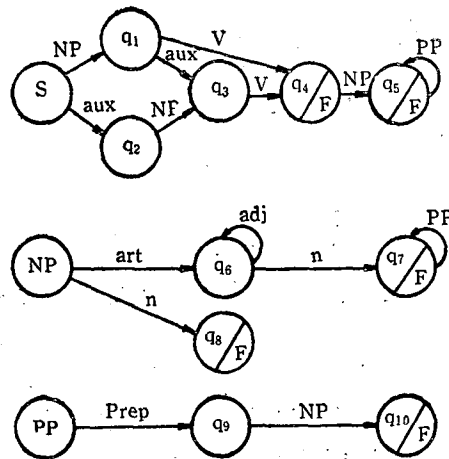 NP q₁ V
aux
S q₃ V q₄ F NP q₅ F PP
aux NF
q₂
adj
NP art q₆ n q₇ F PP
n
q₈ F
PP Prep q₉ NP q₁₀ F